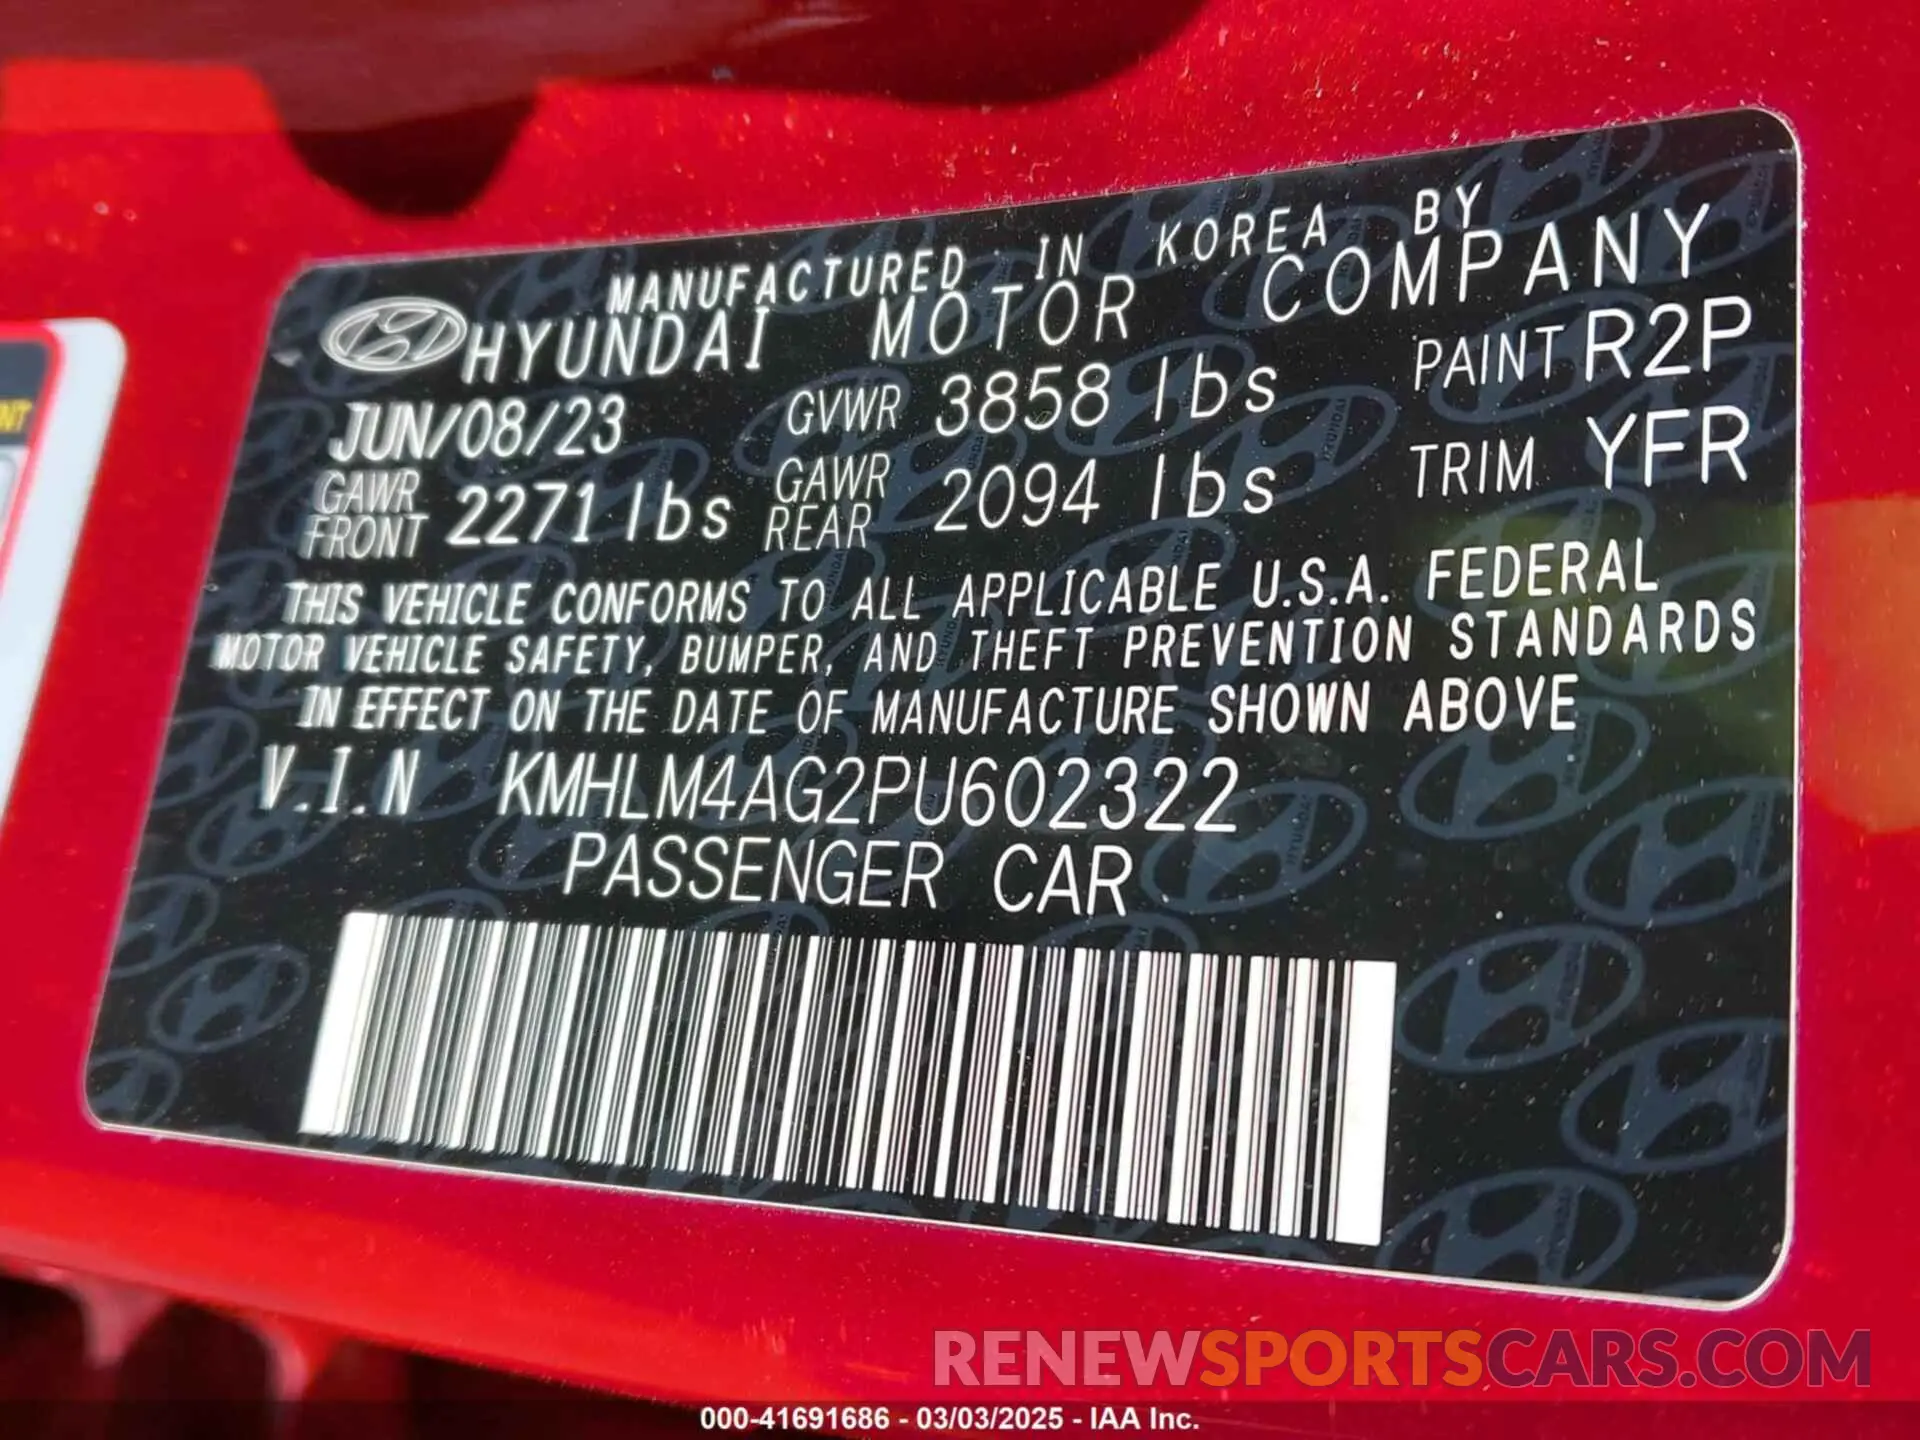 MANUFACTURED IN KOREA BY
HYUNDAI MOTOR COMPANY
JUN/08/23 GVWR 3858 lbs PAINT R2P
GAWR FRONT 2271 lbs GAWR REAR 2094 lbs TRIM YFR
THIS VEHICLE CONFORMS TO ALL APPLICABLE U.S.A. FEDERAL
MOTOR VEHICLE SAFETY, BUMPER, AND THEFT PREVENTION STANDARDS
IN EFFECT ON THE DATE OF MANUFACTURE SHOWN ABOVE
V.I.N KMHLM4AG2PU602322
PASSENGER CAR
RENEWSPORTSCARS.COM
000-41691686 - 03/03/2025 - IAA Inc.